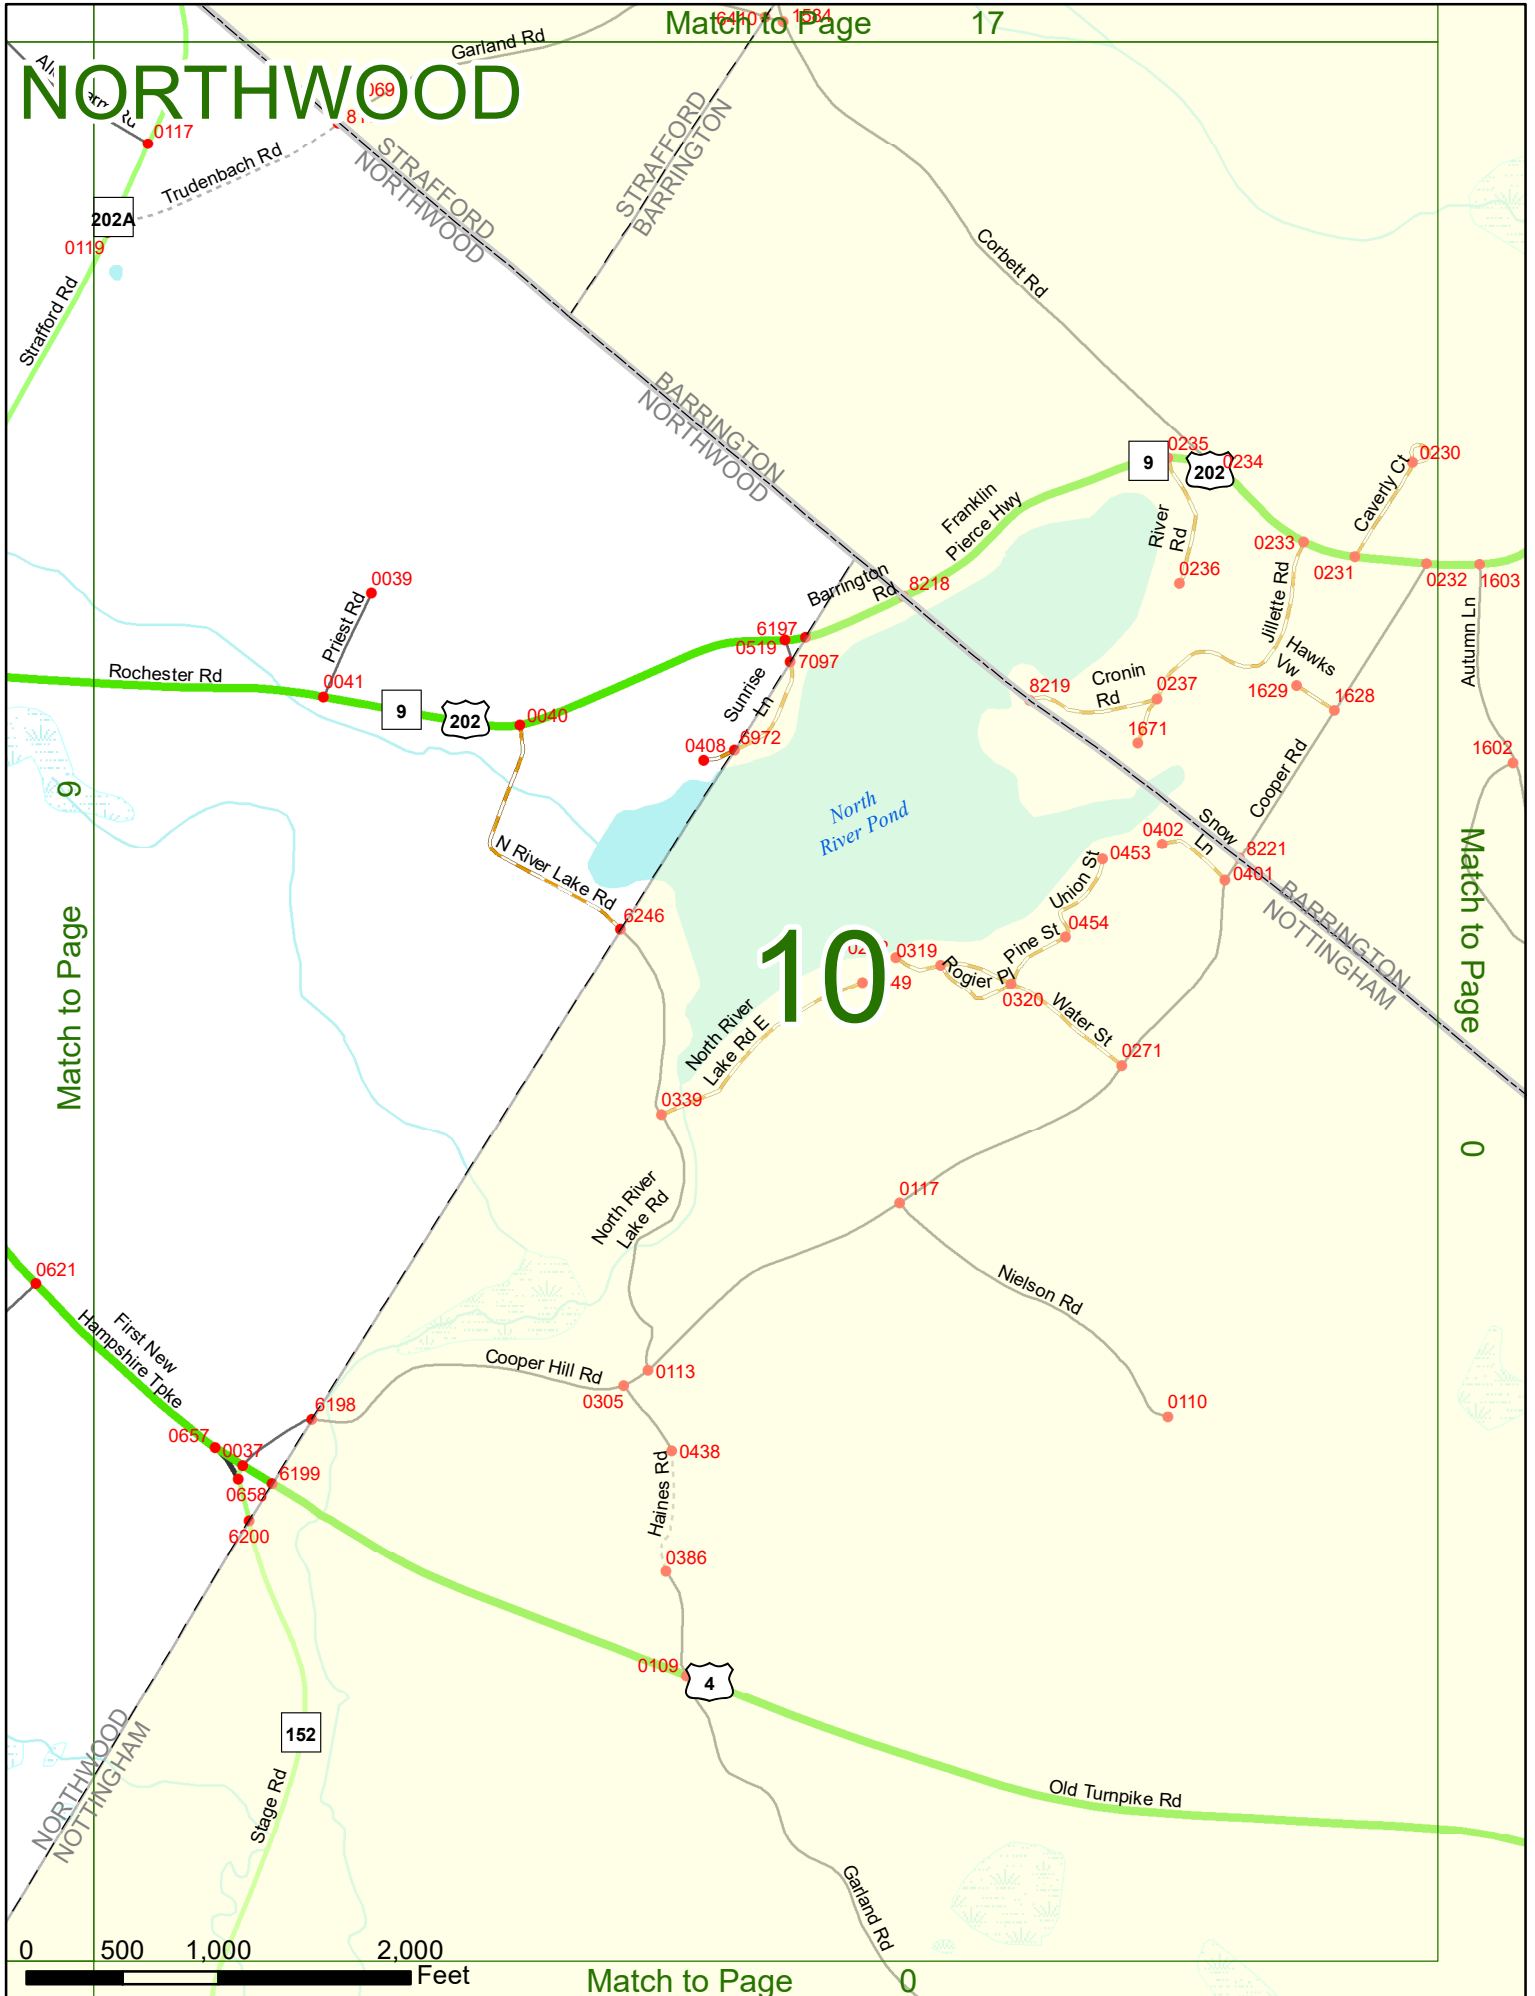 Match to Page 17
6410
1584
Garland Rd
NORTHWOOD
0117
Trudenbach Rd
202A
0119
Strafford Rd
STRAFFORD
NORTHWOOD
STRAFFORD
BARRINGTON
Corbett Rd
BARRINGTON
NORTHWOOD
9
0235
202
0234
0230
Caverly Ct
Franklin
Pierce Hwy
River
Rd
0233
0231
0232
1603
0236
0039
Priest Rd
Barrington
Rd
8218
Jillette Rd
Autumn Ln
6197
0519
7097
Hawks
Vw
Rochester Rd
0041
9
202
0040
Sunrise
Ln
8219
Cronin
Rd
0237
1629
1628
1671
0408
6972
1602
Cooper Rd
9
Match to Page
North
River Pond
Snow
Ln
0402
8221
0401
N River Lake Rd
Union St
0453
BARRINGTON
NOTTINGHAM
Match to Page
0
6246
10
0319
Rogier Pl
Pine St
0454
49
0320
Water St
North River
Lake Rd E
0271
0339
North River
Lake Rd
0117
Nielson Rd
0621
First New
Hampshire Tpke
Cooper Hill Rd
0113
0305
6198
0110
0657
0037
0438
6199
0658
Haines Rd
6200
0386
0109
4
152
NORTHWOOD
NOTTINGHAM
Stage Rd
Old Turnpike Rd
Garland Rd
0 500 1,000 2,000
Feet
Match to Page 0